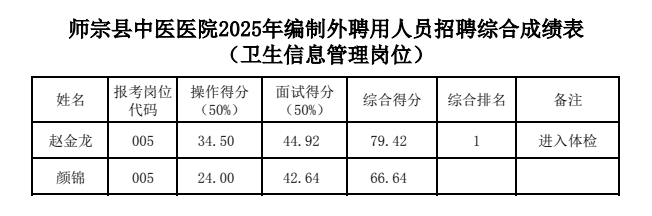 师宗县中医医院2025年编制外聘用人员招聘综合成绩表
（卫生信息管理岗位）
姓名 报考岗位代码 操作得分（50%） 面试得分（50%） 综合得分 综合排名 备注
赵金龙 005 34.50 44.92 79.42 1 进入体检
颜锦 005 24.00 42.64 66.64